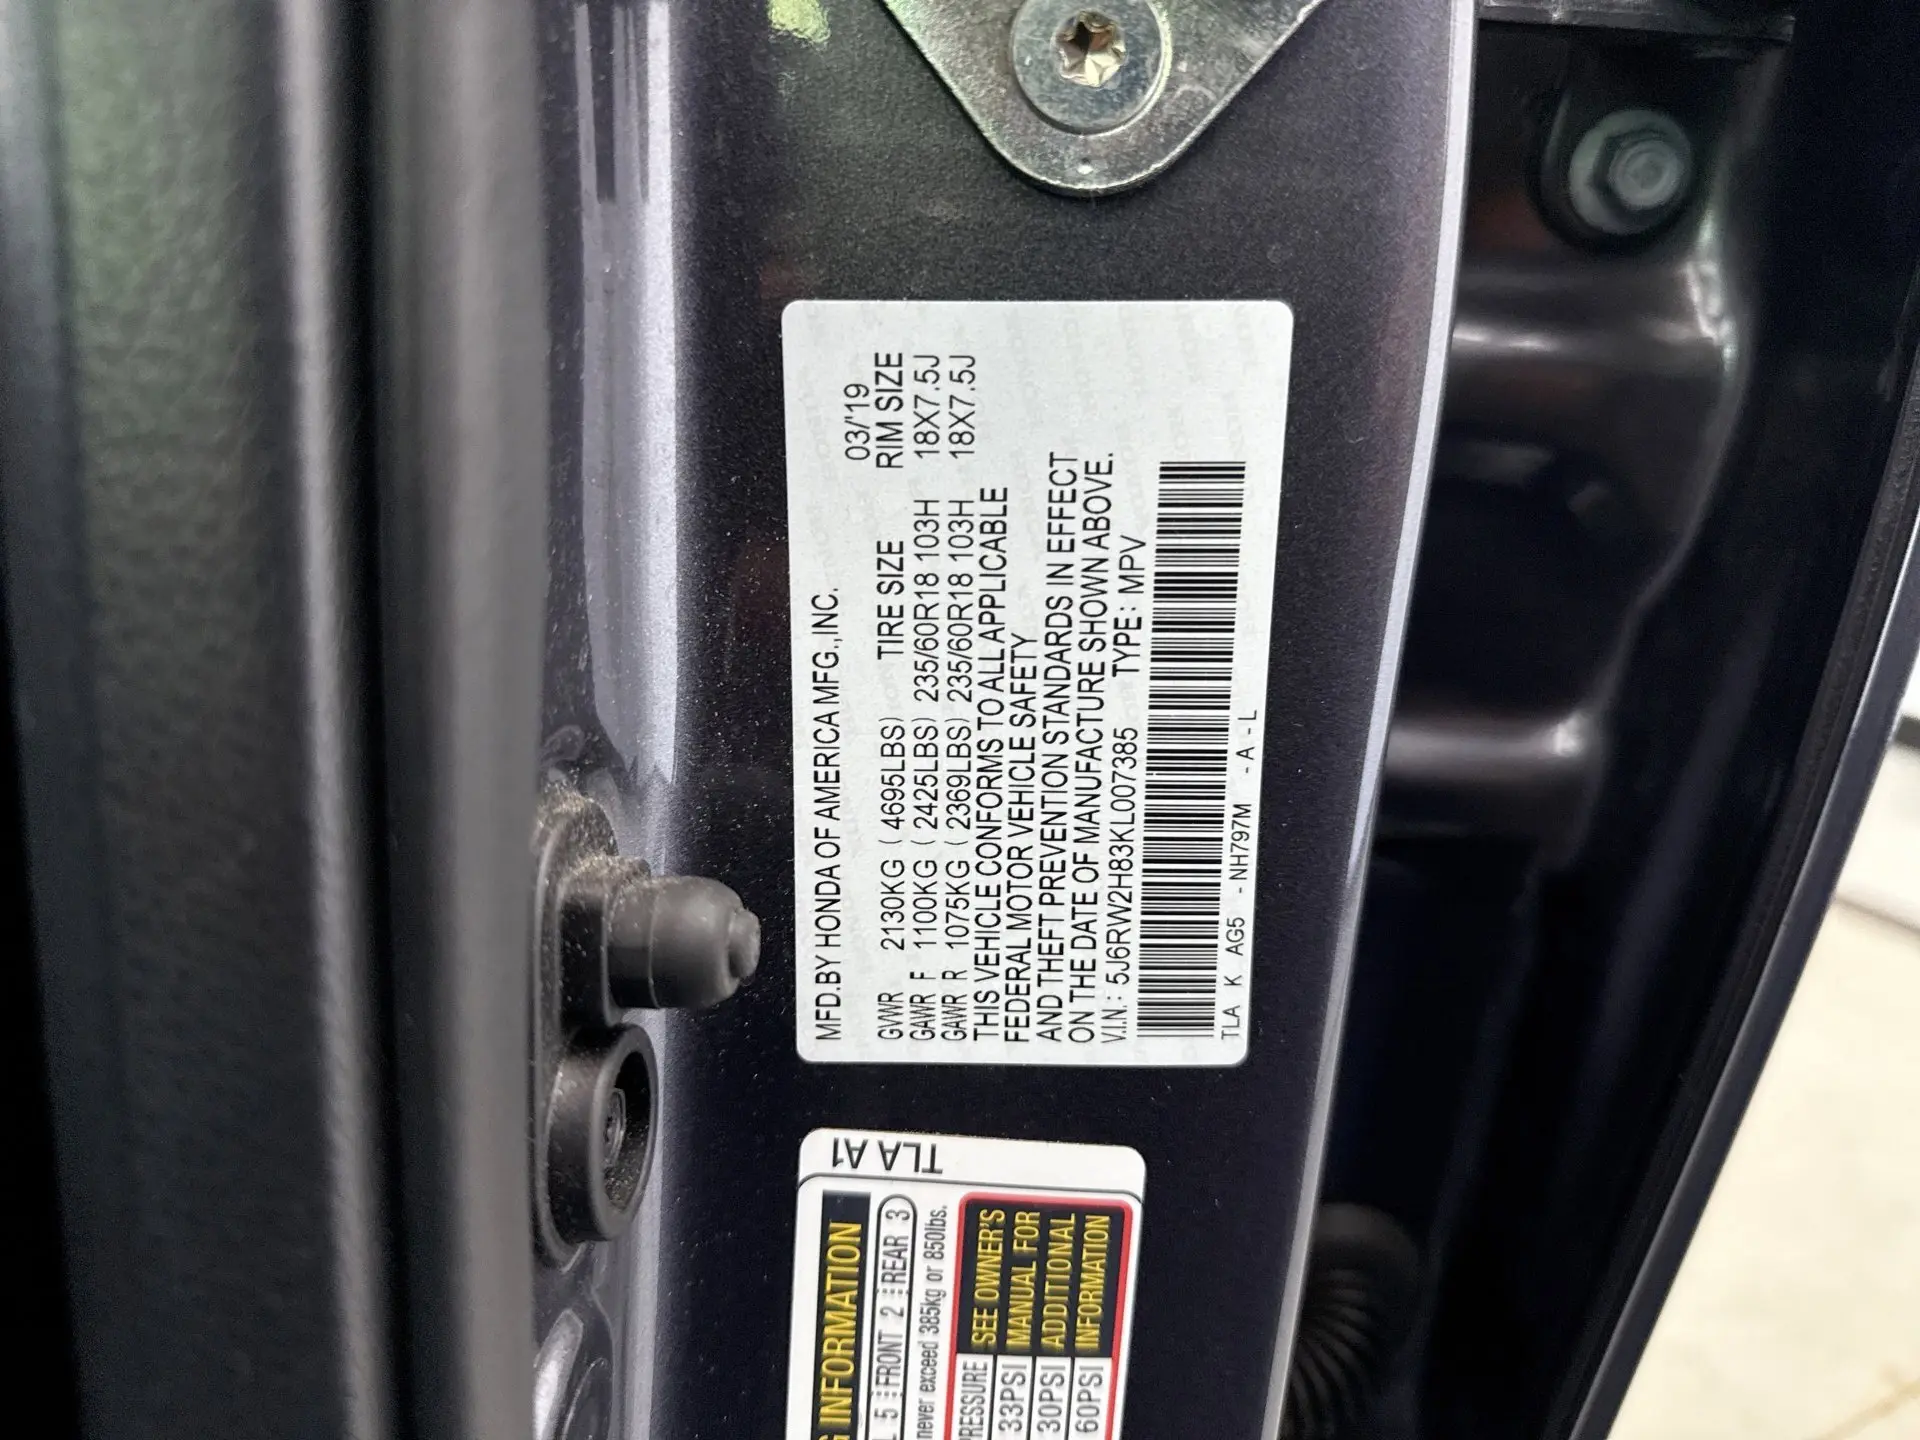 MFD.BY HONDA OF AMERICA MFG.,INC. 03/'19
GVWR 2130KG ( 4695LBS) TIRE SIZE RIM SIZE
GAWR F 1100KG ( 2425LBS) 235/60R18 103H 18X7.5J
GAWR R 1075KG ( 2369LBS) 235/60R18 103H 18X7.5J
THIS VEHICLE CONFORMS TO ALL APPLICABLE
FEDERAL MOTOR VEHICLE SAFETY
AND THEFT PREVENTION STANDARDS IN EFFECT
ON THE DATE OF MANUFACTURE SHOWN ABOVE.
V.I.N.: 5J6RW2H83KL007385 TYPE : MPV
TLA K AG5 - NH797M - A - L
TLA A1
INFORMATION
5 FRONT 2 REAR 3
never exceed 385kg or 850lbs.
PRESSURE
33PSI
30PSI
60PSI
SEE OWNER'S
MANUAL FOR
ADDITIONAL
INFORMATION